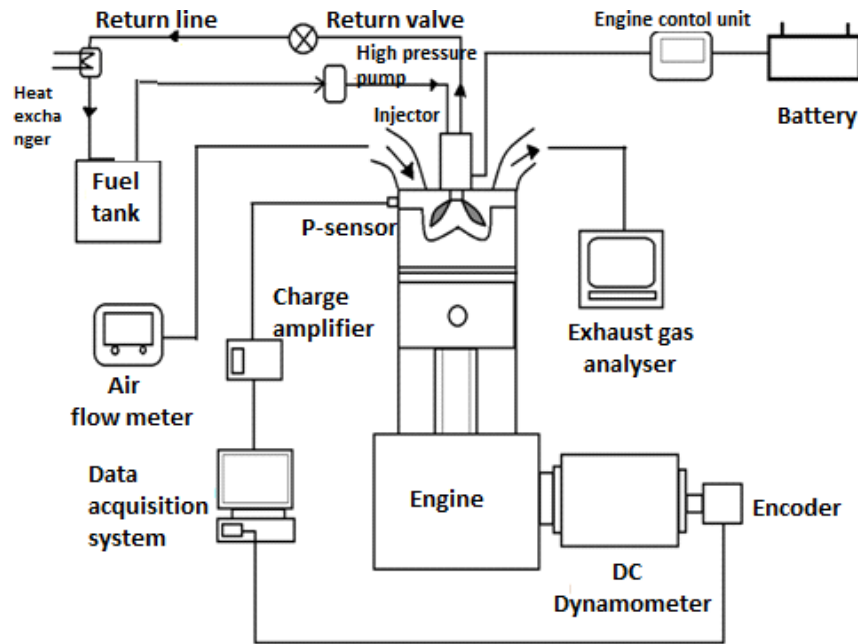 Return line
Return valve
Engine contol unit
High pressure
pump
Heat
excha
nger
Injector
Battery
Fuel
tank
P-sensor
Charge
amplifier
Exhaust gas
analyser
Air
flow meter
Data
acquisition
system
Engine
Encoder
DC
Dynamometer